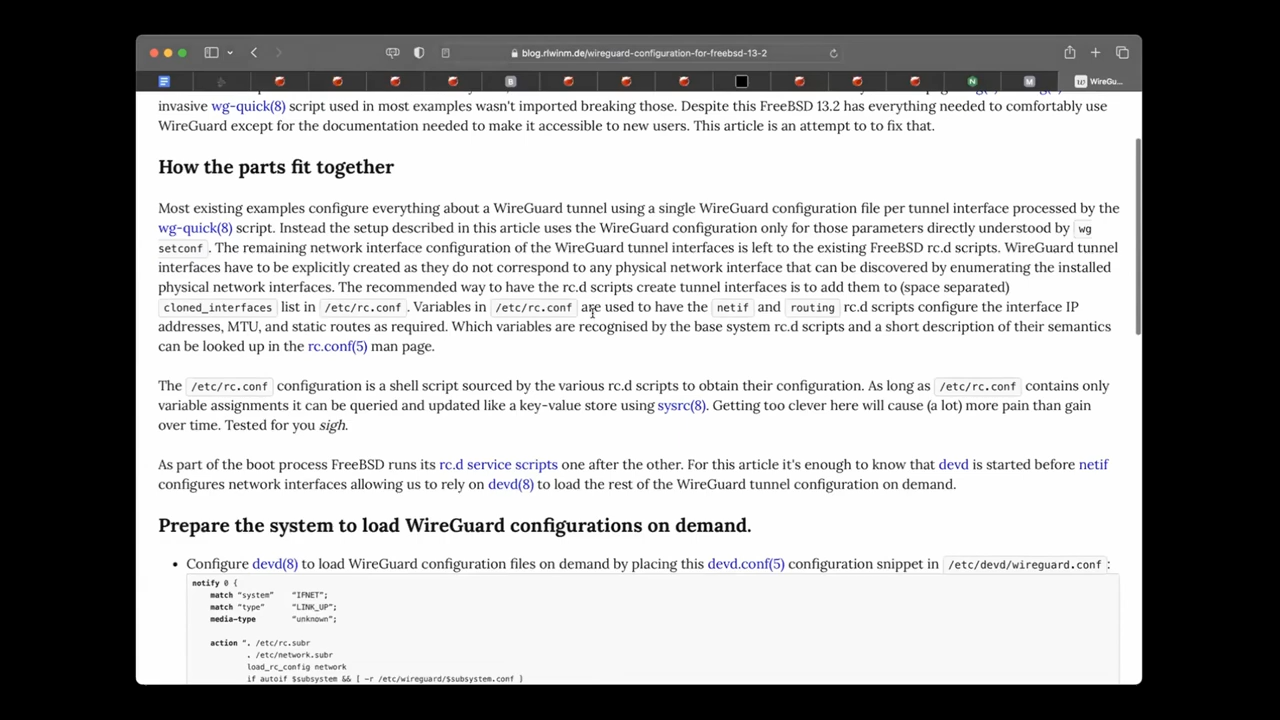 blog.rlwinm.de/wireguard-configuration-for-freebsd-13-2
WireGu...
invasive wg-quick(8) script used in most examples wasn't imported breaking those. Despite this FreeBSD 13.2 has everything needed to comfortably use
WireGuard except for the documentation needed to make it accessible to new users. This article is an attempt to to fix that.
How the parts fit together
Most existing examples configure everything about a WireGuard tunnel using a single WireGuard configuration file per tunnel interface processed by the
wg-quick(8) script. Instead the setup described in this article uses the WireGuard configuration only for those parameters directly understood by wg
setconf . The remaining network interface configuration of the WireGuard tunnel interfaces is left to the existing FreeBSD rc.d scripts. WireGuard tunnel
interfaces have to be explicitly created as they do not correspond to any physical network interface that can be discovered by enumerating the installed
physical network interfaces. The recommended way to have the rc.d scripts create tunnel interfaces is to add them to (space separated)
cloned_interfaces list in /etc/rc.conf . Variables in /etc/rc.conf are used to have the netif and routing rc.d scripts configure the interface IP
addresses, MTU, and static routes as required. Which variables are recognised by the base system rc.d scripts and a short description of their semantics
can be looked up in the rc.conf(5) man page.
The /etc/rc.conf configuration is a shell script sourced by the various rc.d scripts to obtain their configuration. As long as /etc/rc.conf contains only
variable assignments it can be queried and updated like a key-value store using sysrc(8). Getting too clever here will cause (a lot) more pain than gain
over time. Tested for you sigh.
As part of the boot process FreeBSD runs its rc.d service scripts one after the other. For this article it's enough to know that devd is started before netif
configures network interfaces allowing us to rely on devd(8) to load the rest of the WireGuard tunnel configuration on demand.
Prepare the system to load WireGuard configurations on demand.
• Configure devd(8) to load WireGuard configuration files on demand by placing this devd.conf(5) configuration snippet in /etc/devd/wireguard.conf :
notify 0 {
match "system" "IFNET";
match "type" "LINK_UP";
media-type "unknown";
action ". /etc/rc.subr
. /etc/network.subr
load_rc_config network
if autoif $subsystem && [ -r /etc/wireguard/$subsystem.conf ]